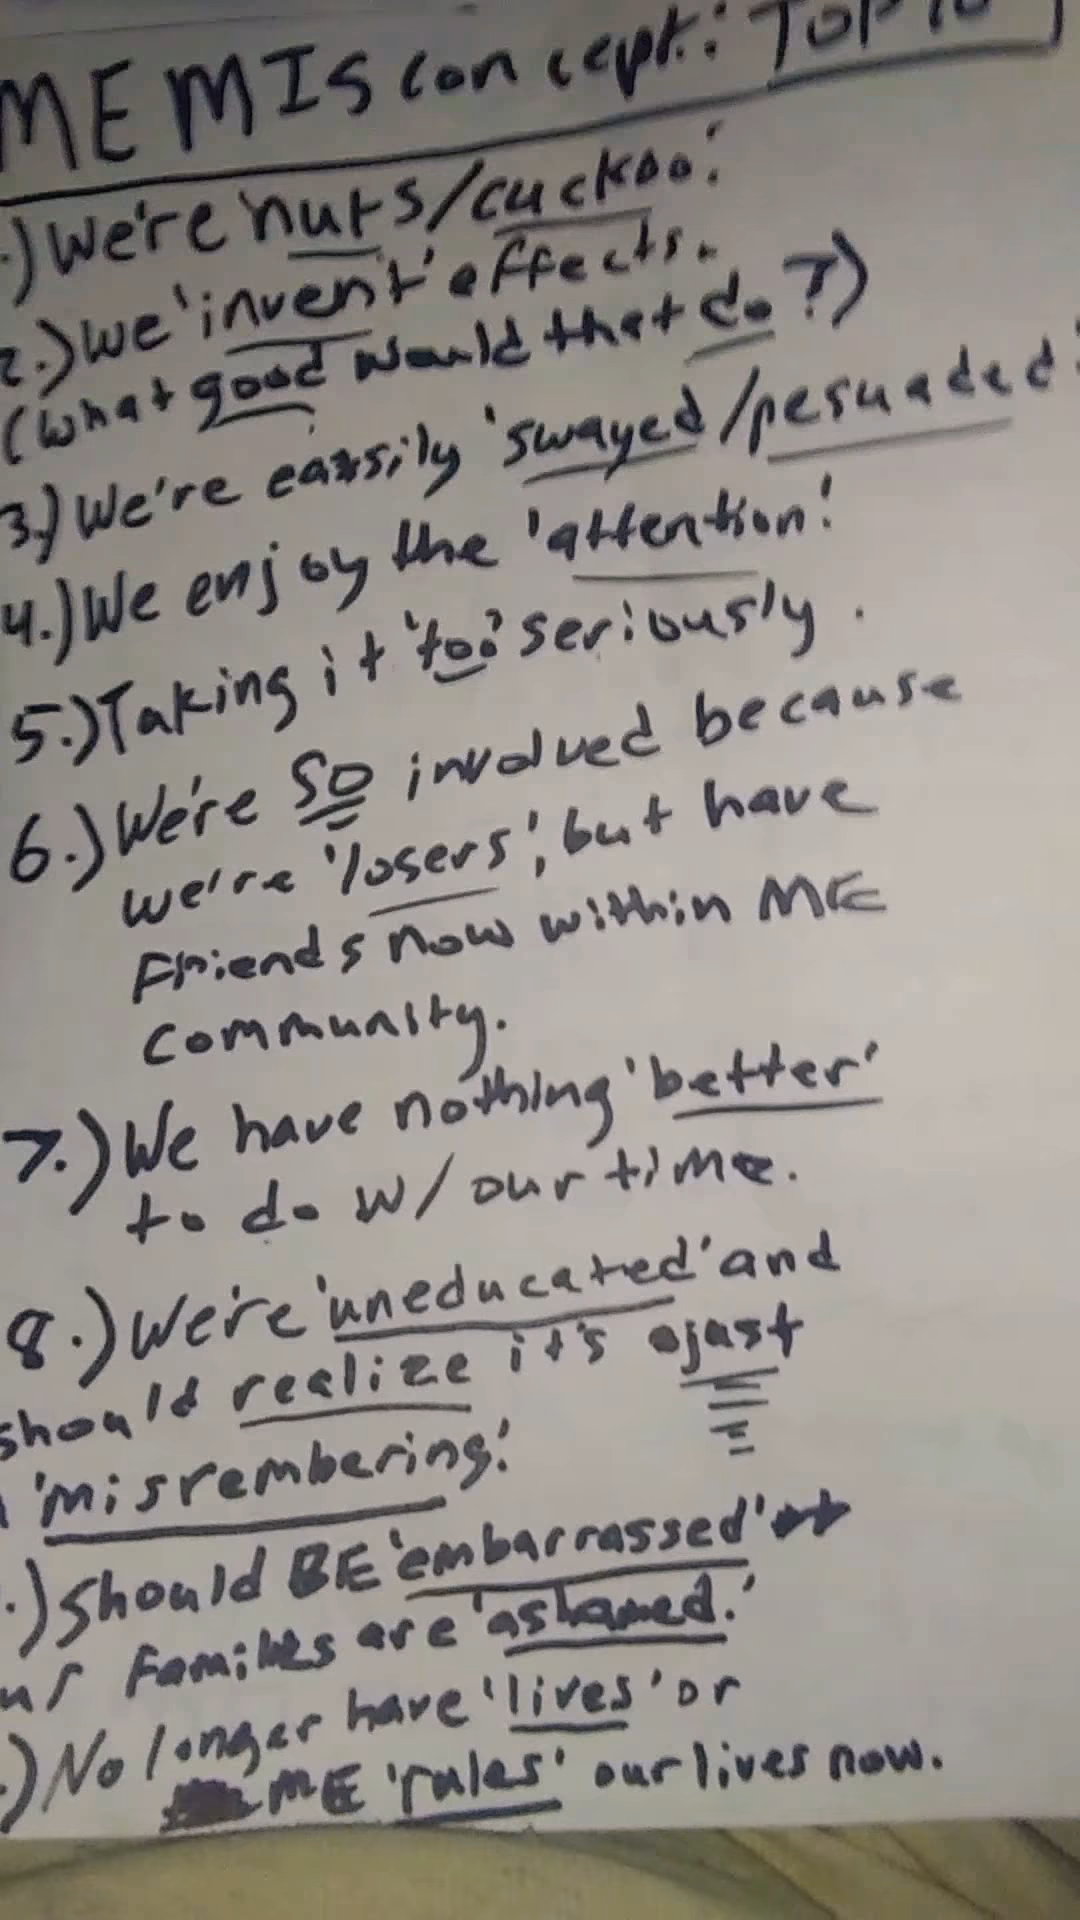 MEMIS concept: TOP 10
.) We're 'nuts/cuckoo.'
2.) We 'invent' effects.
(What good would that do?)
3.) We're eassily 'swayed/pesuaded'
4.) We enjoy the 'attention.'
5.) Taking it 'too' seriously.
6.) We're SO involved because
we're 'losers', but have
Friends now within ME
community.
7.) We have nothing 'better'
to do w/ our time.
8.) We're 'uneducated' and
should realize it's just
'misrembering.'
.) Should BE 'embarrassed'
ur Families are 'ashamed.'
.) No longer have 'lives' or
ME 'rules' our lives now.